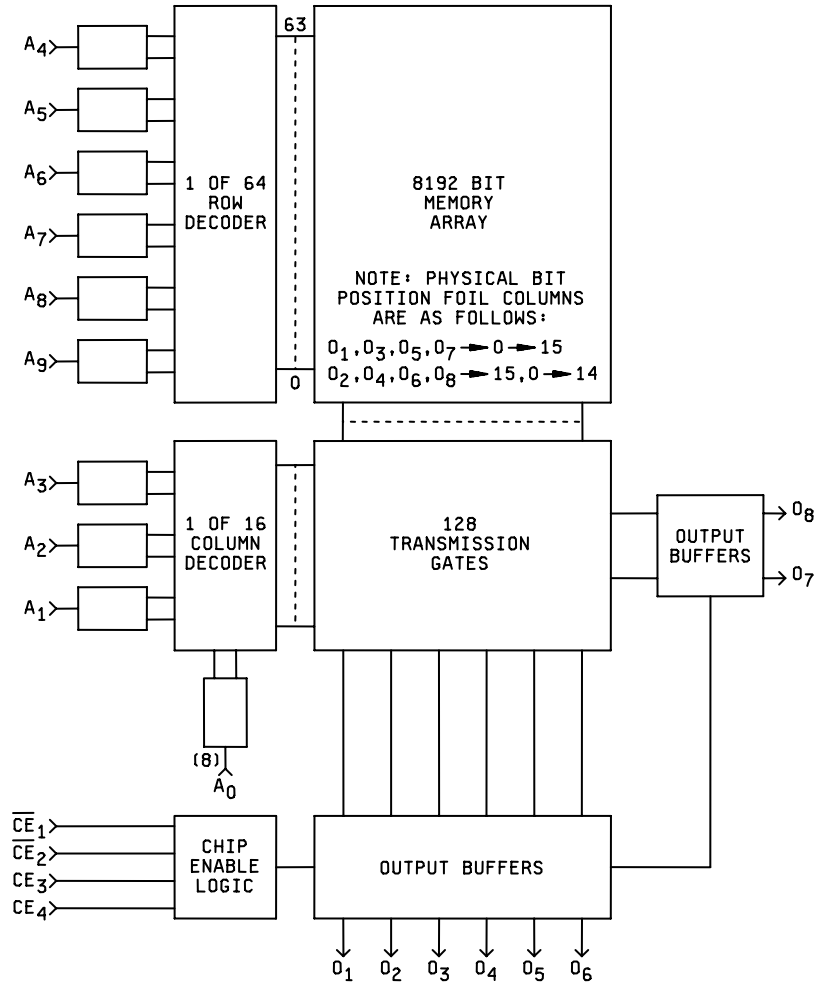 A4
A5
A6
A7
A8
A9
1 OF 64
ROW
DECODER
63
0
8192 BIT
MEMORY
ARRAY
NOTE: PHYSICAL BIT
POSITION FOIL COLUMNS
ARE AS FOLLOWS:
O1,O3,O5,O7→0→15
O2,O4,O6,O8→15,0→14
A3
A2
A1
1 OF 16
COLUMN
DECODER
128
TRANSMISSION
GATES
OUTPUT
BUFFERS
O8
O7
(8)
A0
C̅E̅1
C̅E̅2
CE3
CE4
CHIP
ENABLE
LOGIC
OUTPUT BUFFERS
O1 O2 O3 O4 O5 O6